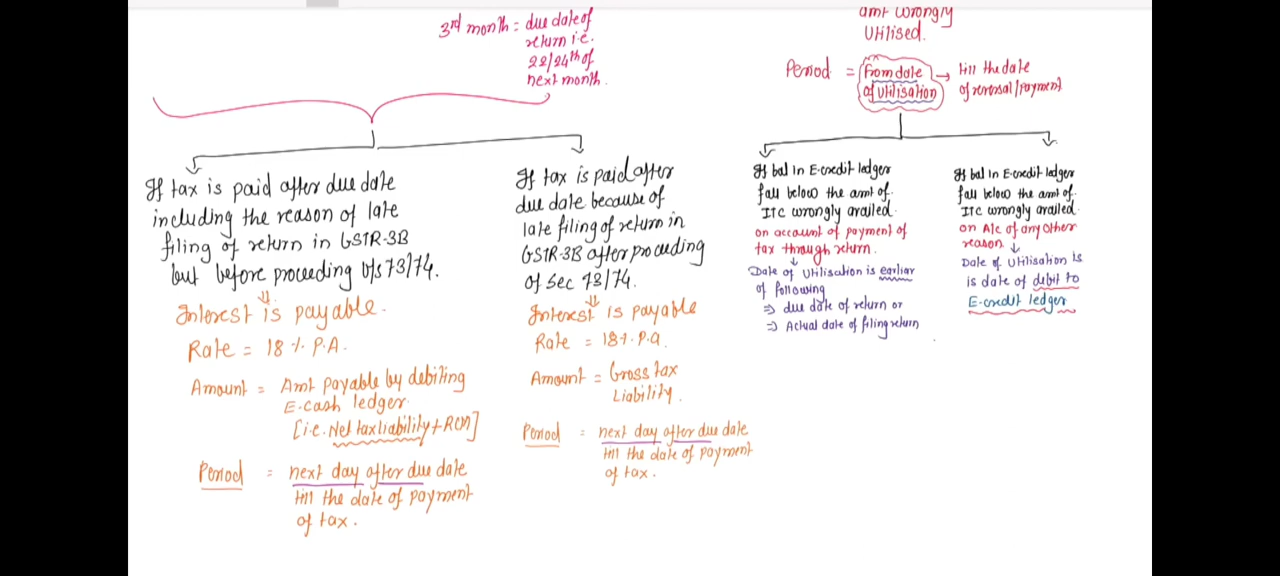 3rd month = due date of
return i.e.
22/24th of
next month.
amt wrongly
Utilised.
Period = from date → till the date
of utilisation of reversal/payment
If tax is paid after due date
including the reason of late
filing of return in GSTR-3B
but before proceeding U/s 73/74.
⇓
Interest is payable.
Rate = 18 %. P.A.
Amount = Amt payable by debiting
E-cash ledger.
[i.e. Net tax liability + RCM]
Period = next day after due date
till the date of payment
of tax.
If tax is paid after
due date because of
late filing of return in
GSTR-3B after proceeding
of Sec 73/74.
⇓
Interest is payable
Rate = 18%. P.a.
Amount = Gross tax
Liability.
Period = next day after due date
till the date of payment
of tax.
If bal in E-credit ledger
fall below the amt of
ITC wrongly availed
on account of payment of
tax through return.
↓
Date of utilisation is earlier
of following
⇒ due date of return or
⇒ Actual date of filing return
If bal in E-credit ledger
fall below the amt of
ITC wrongly availed
on A/c of any other
reason ↓
Date of utilisation is
is date of debit to
E-credit ledger